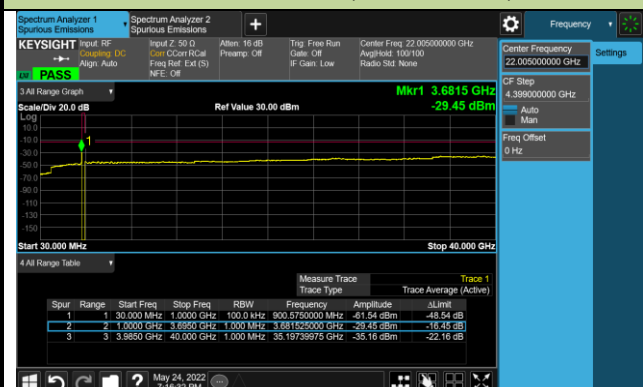 Spectrum Analyzer 1
Spurious Emissions
Spectrum Analyzer 2
Spurious Emissions
+
Frequency
KEYSIGHT
Input: RF
Coupling: DC
Align: Auto
Input Z: 50 Ω
Corr CCorr RCal
Freq Ref: Ext (S)
NFE: Off
Atten: 16 dB
Preamp: Off
Trig: Free Run
Gate: Off
IF Gain: Low
Center Freq: 22.005000000 GHz
Avg|Hold: 100/100
Radio Std: None
PASS
Center Frequency
22.005000000 GHz
Settings
CF Step
4.399000000 GHz
Auto
Man
Freq Offset
0 Hz
3 All Range Graph
Mkr1 3.6815 GHz
Scale/Div 20.0 dB
Ref Value 30.00 dBm
-29.45 dBm
Log
10.0
-10.0
-30.0
-50.0
-70.0
-90.0
-110
-130
-150
1
Start 30.000 MHz
Stop 40.000 GHz
4 All Range Table
Measure Trace Trace 1
Trace Type Trace Average (Active)
Spur Range Start Freq Stop Freq RBW Frequency Amplitude ΔLimit
1 1 30.000 MHz 1.0000 GHz 100.0 kHz 900.5750000 MHz -61.54 dBm -48.54 dB
2 2 1.0000 GHz 3.6950 GHz 1.000 MHz 3.681525000 GHz -29.45 dBm -16.45 dB
3 3 3.9850 GHz 40.000 GHz 1.000 MHz 35.19739975 GHz -35.16 dBm -22.16 dB
May 24, 2022